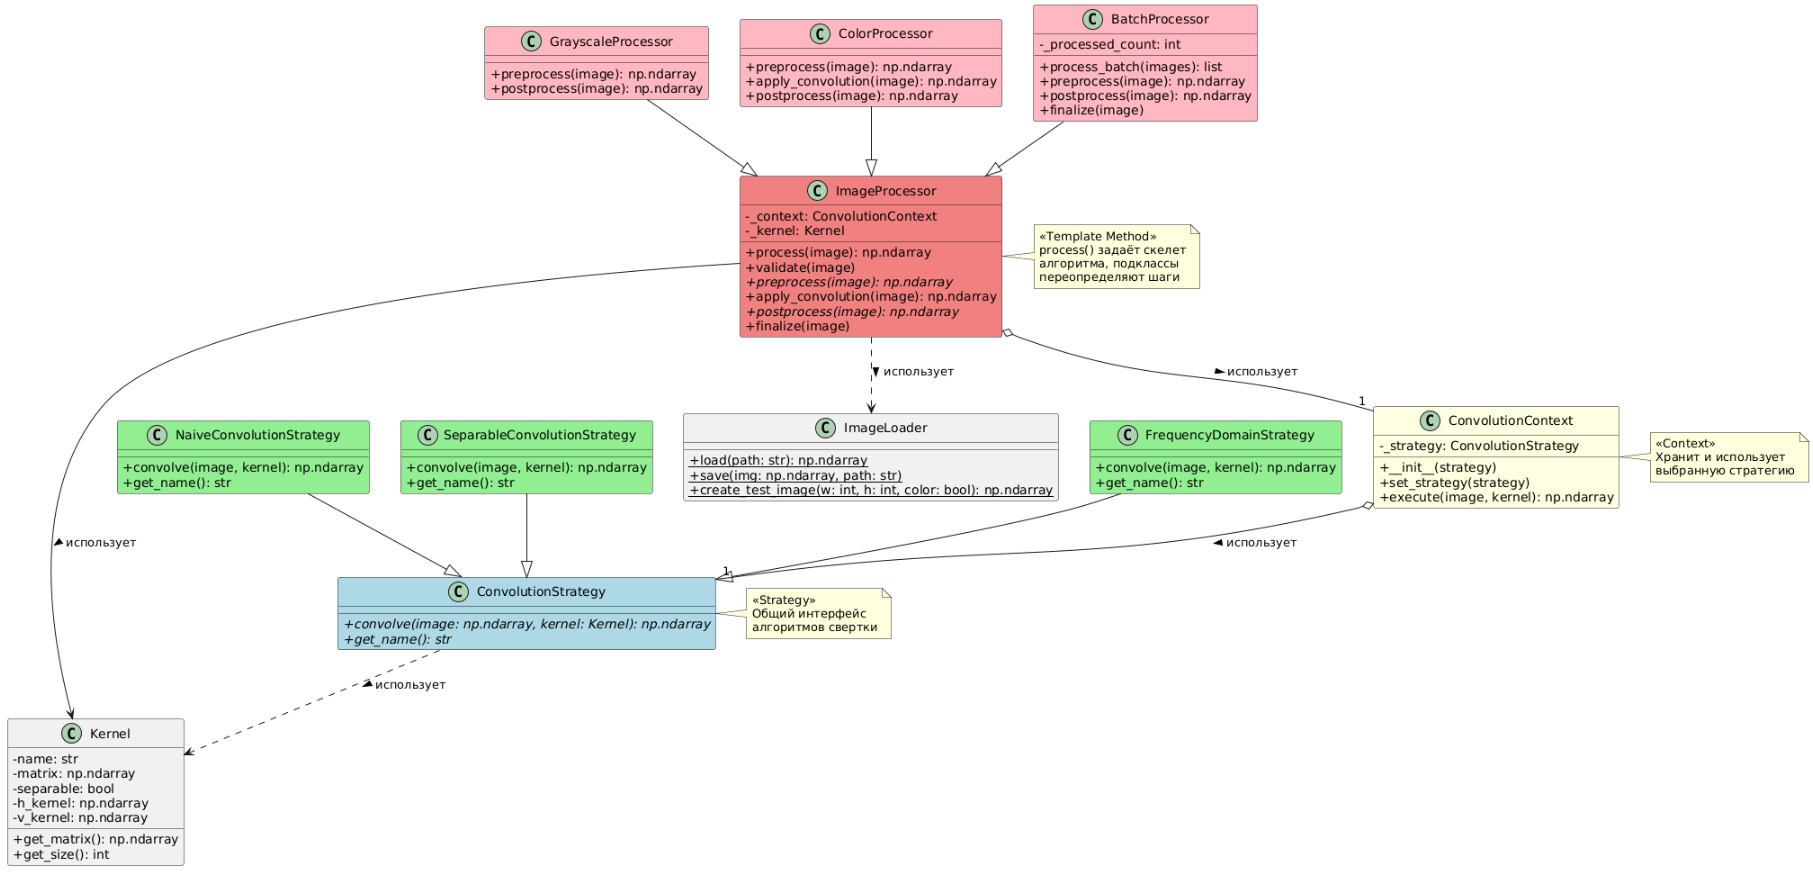 C GrayscaleProcessor
+preprocess(image): np.ndarray
+postprocess(image): np.ndarray
C ColorProcessor
+preprocess(image): np.ndarray
+apply_convolution(image): np.ndarray
+postprocess(image): np.ndarray
C BatchProcessor
-_processed_count: int
+process_batch(images): list
+preprocess(image): np.ndarray
+postprocess(image): np.ndarray
+finalize(image)
C ImageProcessor
-_context: ConvolutionContext
-_kernel: Kernel
+process(image): np.ndarray
+validate(image)
+preprocess(image): np.ndarray
+apply_convolution(image): np.ndarray
+postprocess(image): np.ndarray
+finalize(image)
«Template Method»
process() задаёт скелет
алгоритма, подклассы
переопределяют шаги
использует
использует
1
C NaiveConvolutionStrategy
+convolve(image, kernel): np.ndarray
+get_name(): str
C SeparableConvolutionStrategy
+convolve(image, kernel): np.ndarray
+get_name(): str
C ImageLoader
+load(path: str): np.ndarray
+save(img: np.ndarray, path: str)
+create_test_image(w: int, h: int, color: bool): np.ndarray
C FrequencyDomainStrategy
+convolve(image, kernel): np.ndarray
+get_name(): str
C ConvolutionContext
-_strategy: ConvolutionStrategy
+__init__(strategy)
+set_strategy(strategy)
+execute(image, kernel): np.ndarray
«Context»
Хранит и использует
выбранную стратегию
использует
использует
1
C ConvolutionStrategy
+convolve(image: np.ndarray, kernel: Kernel): np.ndarray
+get_name(): str
«Strategy»
Общий интерфейс
алгоритмов свертки
использует
C Kernel
-name: str
-matrix: np.ndarray
-separable: bool
-h_kernel: np.ndarray
-v_kernel: np.ndarray
+get_matrix(): np.ndarray
+get_size(): int